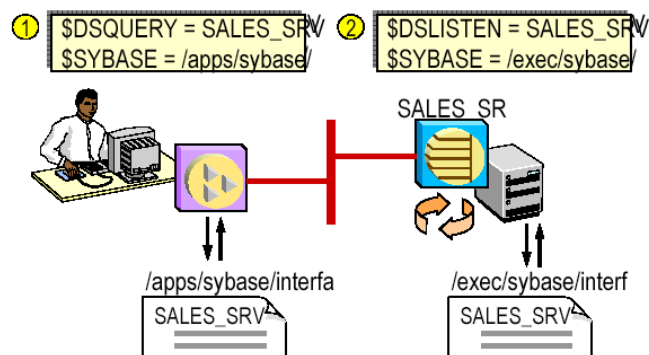 1
$DSQUERY = SALES_SRV
$SYBASE = /apps/sybase/
2
$DSLISTEN = SALES_SRV
$SYBASE = /exec/sybase/
SALES_SR
/apps/sybase/interfa
SALES_SRV
/exec/sybase/interf
SALES_SRV